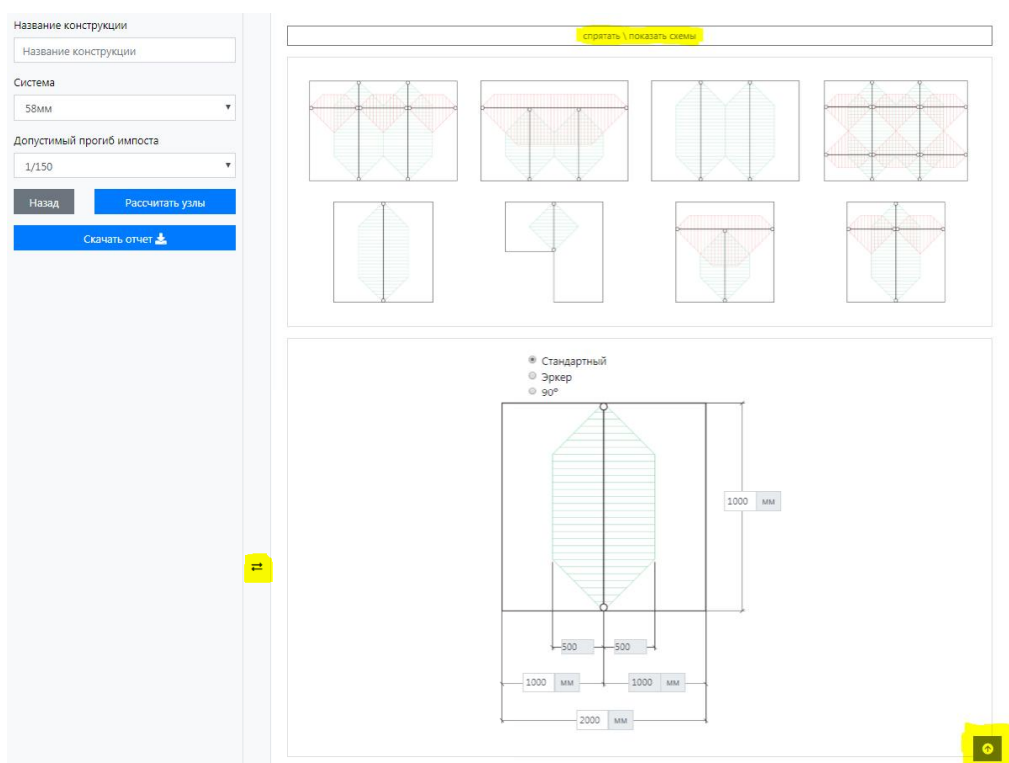 Название конструкции
Название конструкции
Система
58мм
Допустимый прогиб импоста
1/150
Назад
Рассчитать узлы
Скачать отчет
спрятать \ показать схемы
Стандартный
Эркер
90°
1000 мм
500 500
1000 мм 1000 мм
2000 мм